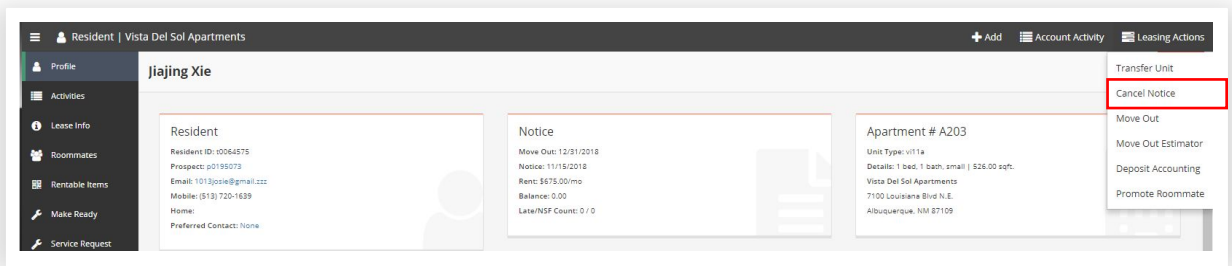 Resident | Vista Del Sol Apartments
Add
Account Activity
Leasing Actions
Profile
Activities
Lease Info
Roommates
Rentable Items
Make Ready
Service Request
Jiajing Xie
Resident
Resident ID: t0064575
Prospect: p0195073
Email: 1013josie@gmail.zzz
Mobile: (513) 720-1639
Home:
Preferred Contact: None
Notice
Move Out: 12/31/2018
Notice: 11/15/2018
Rent: $675.00/mo
Balance: 0.00
Late/NSF Count: 0 / 0
Apartment # A203
Unit Type: vi11a
Details: 1 bed, 1 bath, small | 526.00 sqft.
Vista Del Sol Apartments
7100 Louisiana Blvd N.E.
Albuquerque, NM 87109
Transfer Unit
Cancel Notice
Move Out
Move Out Estimator
Deposit Accounting
Promote Roommate